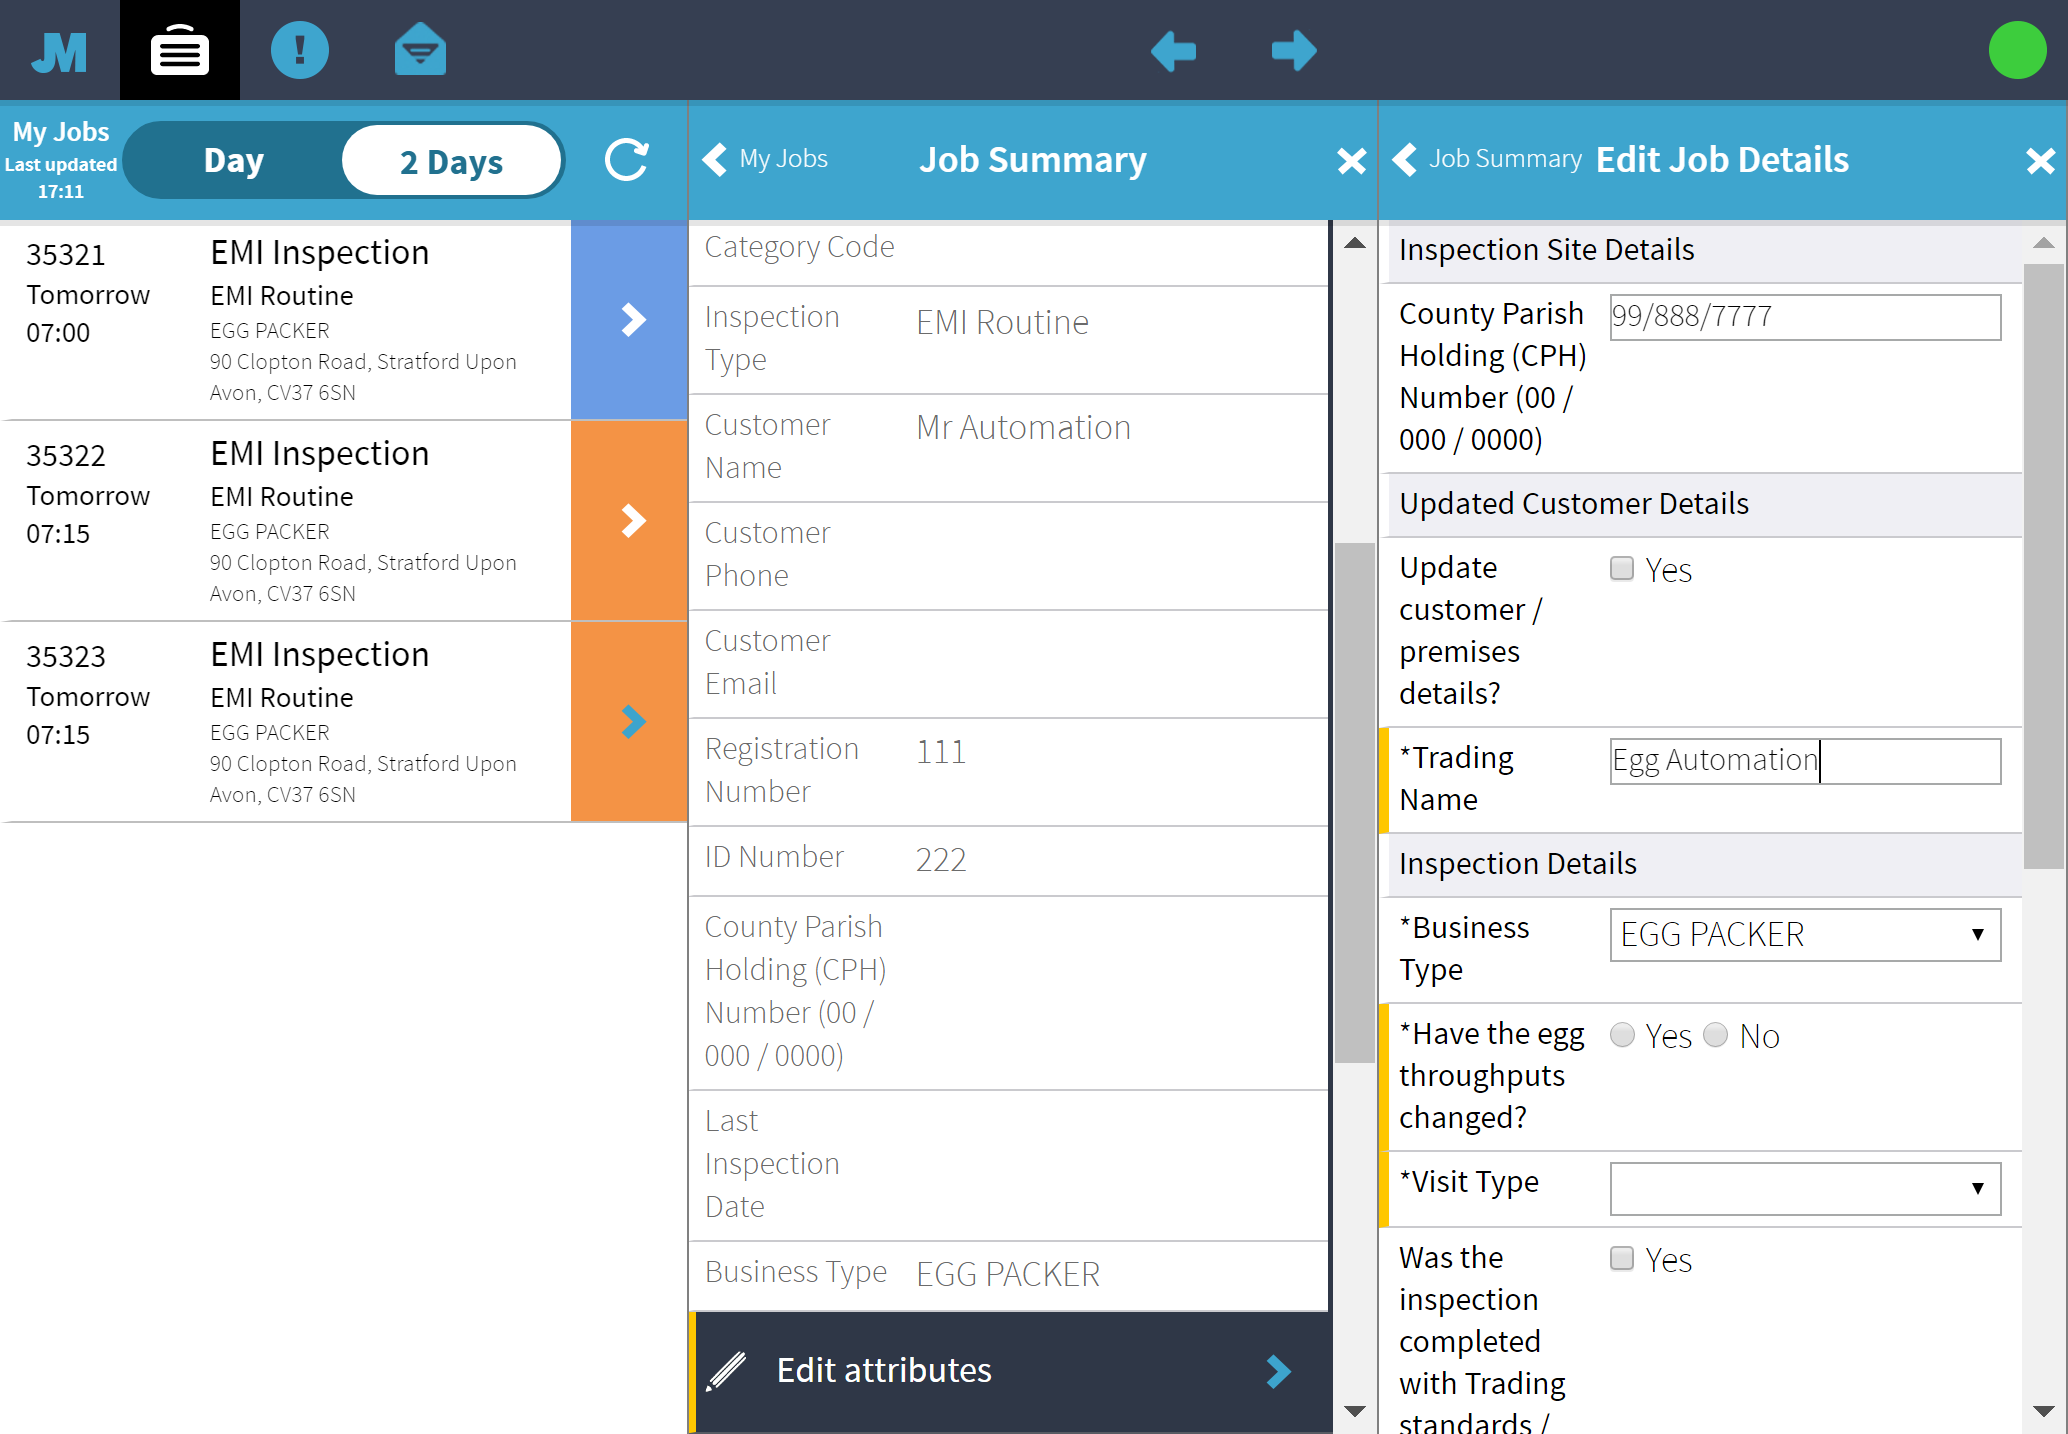 JM
My Jobs
Last updated
17:11
Day
2 Days
35321
Tomorrow
07:00
EMI Inspection
EMI Routine
EGG PACKER
90 Clopton Road, Stratford Upon
Avon, CV37 6SN
35322
Tomorrow
07:15
EMI Inspection
EMI Routine
EGG PACKER
90 Clopton Road, Stratford Upon
Avon, CV37 6SN
35323
Tomorrow
07:15
EMI Inspection
EMI Routine
EGG PACKER
90 Clopton Road, Stratford Upon
Avon, CV37 6SN
My Jobs
Job Summary
Category Code
Inspection
Type
EMI Routine
Customer
Name
Mr Automation
Customer
Phone
Customer
Email
Registration
Number
111
ID Number
222
County Parish
Holding (CPH)
Number (00 /
000 / 0000)
Last
Inspection
Date
Business Type
EGG PACKER
Edit attributes
Job Summary
Edit Job Details
Inspection Site Details
County Parish
Holding (CPH)
Number (00 /
000 / 0000)
99/888/7777
Updated Customer Details
Update
customer /
premises
details?
Yes
*Trading
Name
Egg Automation
Inspection Details
*Business
Type
EGG PACKER
*Have the egg
throughputs
changed?
Yes
No
*Visit Type
Was the
inspection
completed
with Trading
standards /
Yes